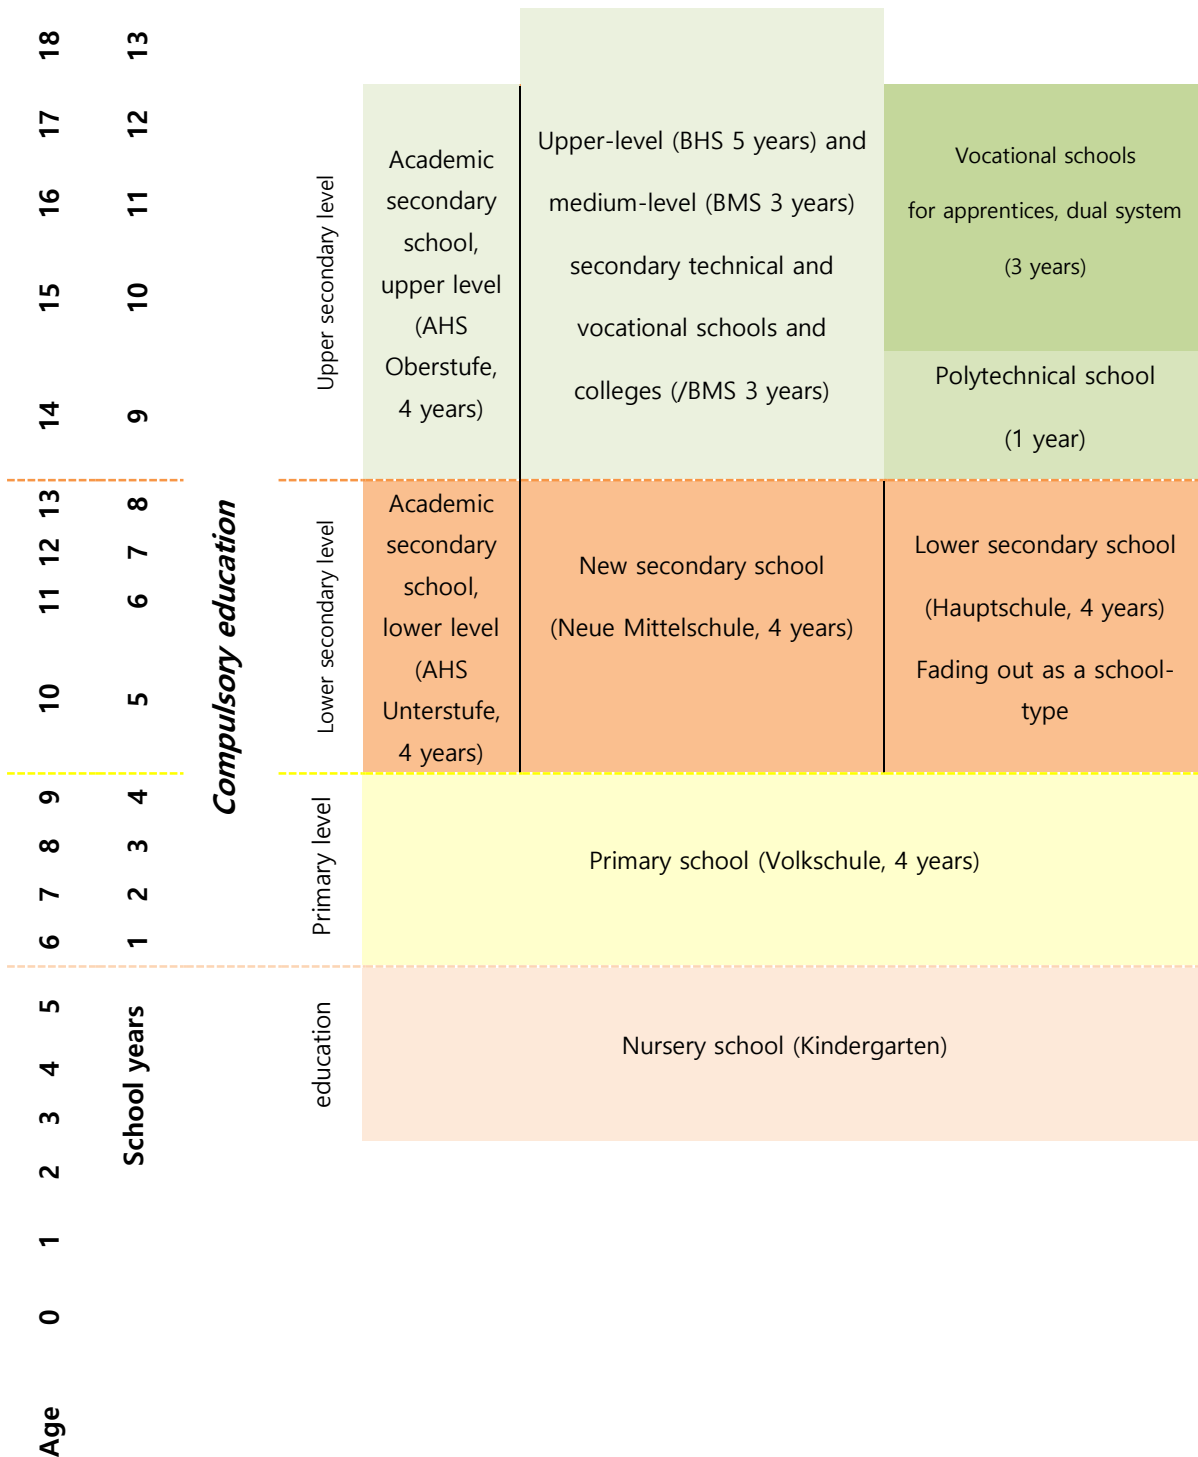 18
13
17
12
16
11
15
10
14
9
13
8
12
7
11
6
10
5
9
4
8
3
7
2
6
1
5
4
3
2
1
0
Age
School years
Compulsory education
Upper secondary level
Lower secondary level
Primary level
education
Academic
secondary
school,
upper level
(AHS
Oberstufe,
4 years)
Upper-level (BHS 5 years) and
medium-level (BMS 3 years)
secondary technical and
vocational schools and
colleges (/BMS 3 years)
Vocational schools
for apprentices, dual system
(3 years)
Polytechnical school
(1 year)
Academic
secondary
school,
lower level
(AHS
Unterstufe,
4 years)
New secondary school
(Neue Mittelschule, 4 years)
Lower secondary school
(Hauptschule, 4 years)
Fading out as a school-
type
Primary school (Volkschule, 4 years)
Nursery school (Kindergarten)